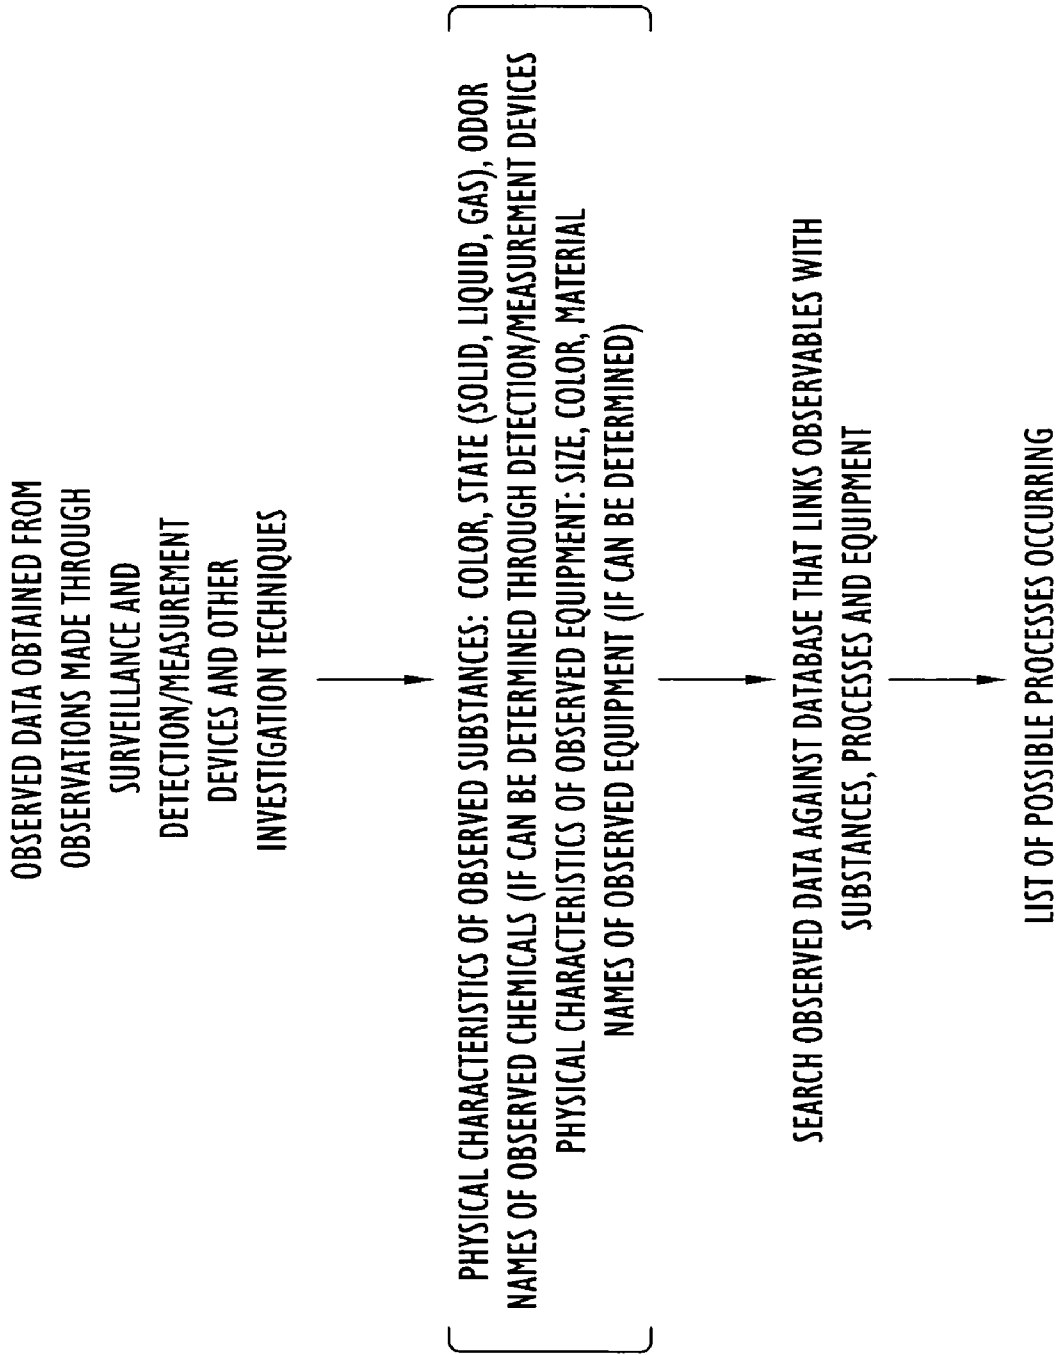 OBSERVED DATA OBTAINED FROM
OBSERVATIONS MADE THROUGH
SURVEILLANCE AND
DETECTION/MEASUREMENT
DEVICES AND OTHER
INVESTIGATION TECHNIQUES
PHYSICAL CHARACTERISTICS OF OBSERVED SUBSTANCES: COLOR, STATE (SOLID, LIQUID, GAS), ODOR
NAMES OF OBSERVED CHEMICALS (IF CAN BE DETERMINED THROUGH DETECTION/MEASUREMENT DEVICES
PHYSICAL CHARACTERISTICS OF OBSERVED EQUIPMENT: SIZE, COLOR, MATERIAL
NAMES OF OBSERVED EQUIPMENT (IF CAN BE DETERMINED)
SEARCH OBSERVED DATA AGAINST DATABASE THAT LINKS OBSERVABLES WITH
SUBSTANCES, PROCESSES AND EQUIPMENT
LIST OF POSSIBLE PROCESSES OCCURRING